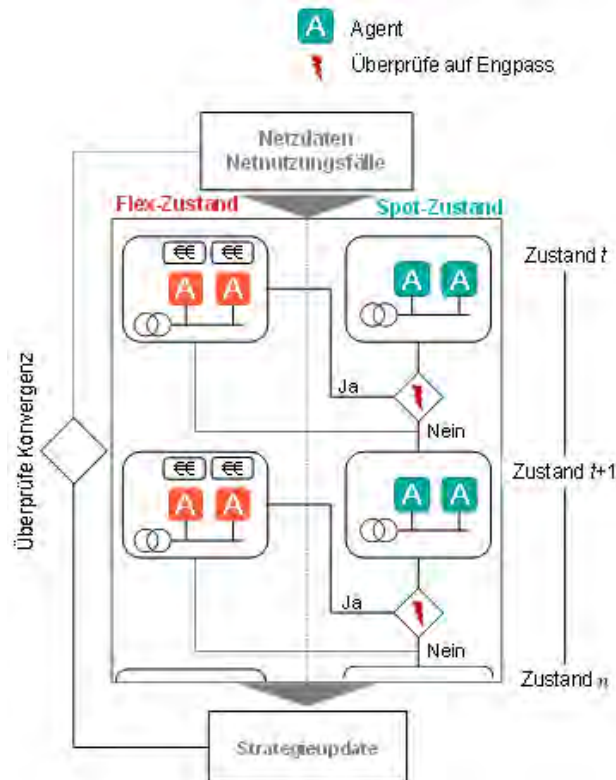 A Agent
Überprüfe auf Engpass
Netzdaten
Netnutzungsfälle
Flex-Zustand
Spot-Zustand
Zustand t
€€ €€
A A
A A
Ja
Nein
Überprüfe Konvergenz
Zustand t+1
€€ €€
A A
A A
Ja
Nein
Zustand n
Strategieupdate